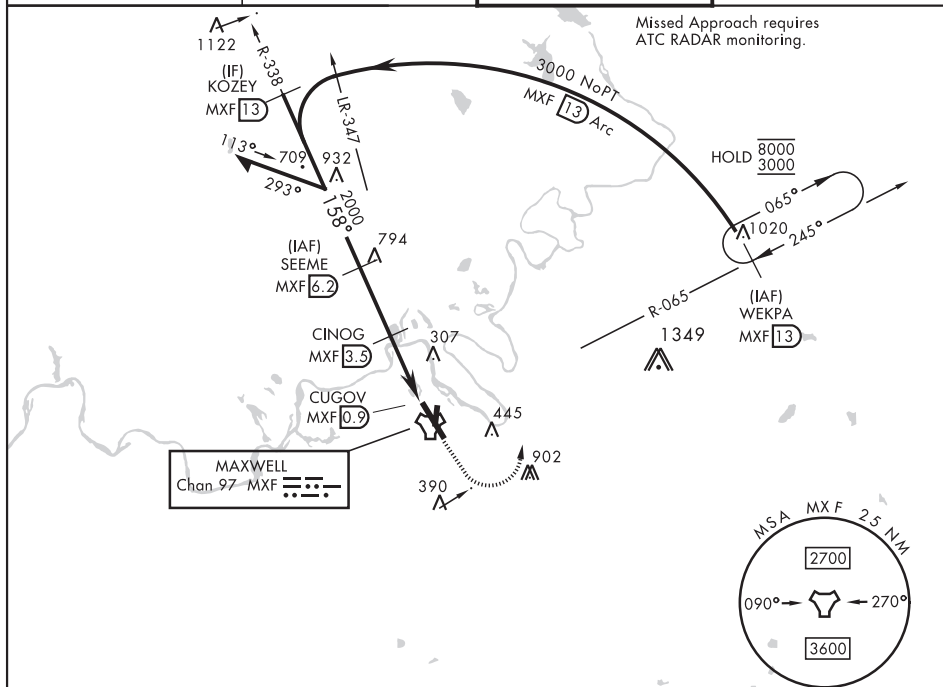 Missed Approach requires
ATC RADAR monitoring.
1122
R-338
(IF)
KOZEY
MXF 13
LR-347
3000 NoPT
MXF 13 Arc
HOLD 8000
3000
113°
709
932
293°
2000
158°
065°
1020
245°
R-065
(IAF)
WEKPA
MXF 13
1349
794
(IAF)
SEEME
MXF 6.2
CINOG
MXF 3.5
307
CUGOV
MXF 0.9
445
902
390
MAXWELL
Chan 97 MXF
MSA MXF 25 NM
2700
090°
270°
3600